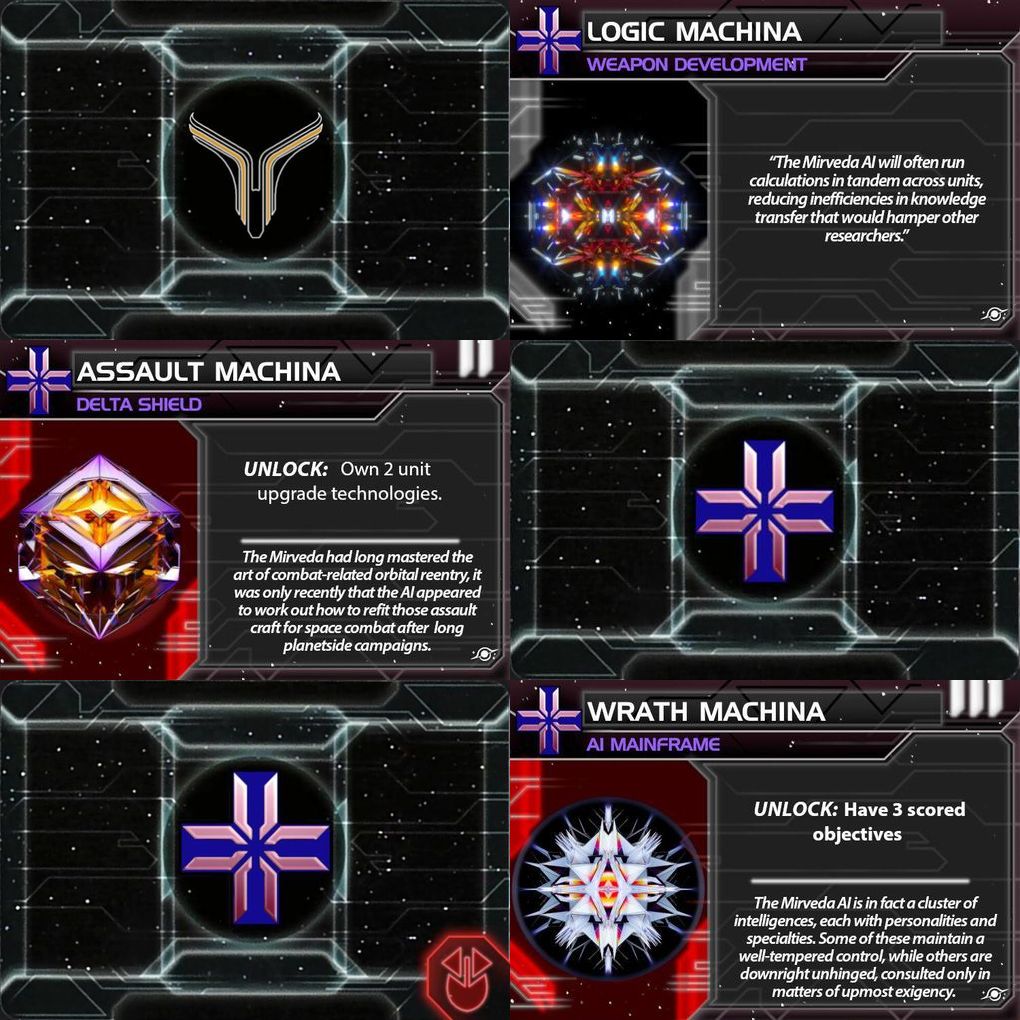 LOGIC MACHINA
WEAPON DEVELOPMENT
“The Mirveda AI will often run
calculations in tandem across units,
reducing inefficiencies in knowledge
transfer that would hamper other
researchers.”
ASSAULT MACHINA
DELTA SHIELD
UNLOCK: Own 2 unit
upgrade technologies.
The Mirveda had long mastered the
art of combat-related orbital reentry, it
was only recently that the AI appeared
to work out how to refit those assault
craft for space combat after long
planetside campaigns.
WRATH MACHINA
AI MAINFRAME
UNLOCK: Have 3 scored
objectives
The Mirveda AI is in fact a cluster of
intelligences, each with personalities and
specialties. Some of these maintain a
well-tempered control, while others are
downright unhinged, consulted only in
matters of upmost exigency.